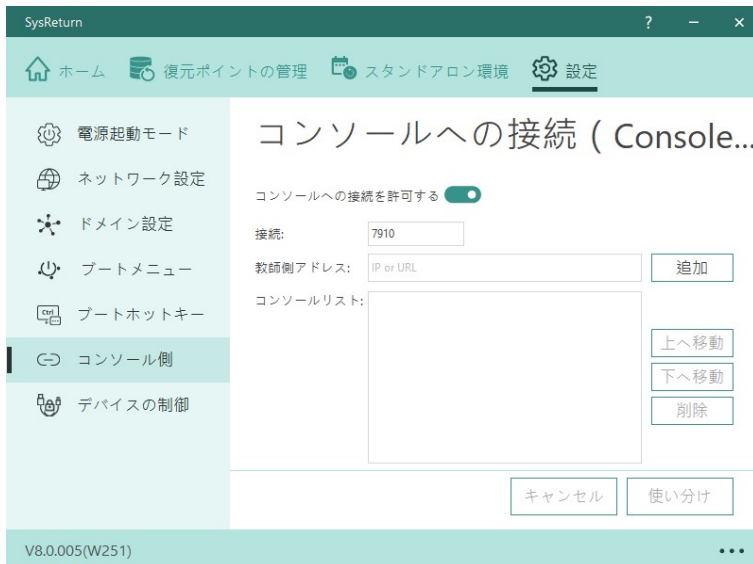 SysReturn
ホーム 復元ポイントの管理 スタンドアロン環境 設定
電源起動モード
ネットワーク設定
ドメイン設定
ブートメニュー
Ctrl
ブートホットキー
コンソール側
デバイスの制御
コンソールへの接続 ( Console...
コンソールへの接続を許可する
接続: 7910
教師側アドレス: IP or URL 追加
コンソールリスト:
上へ移動
下へ移動
削除
キャンセル 使い分け
V8.0.005(W251)